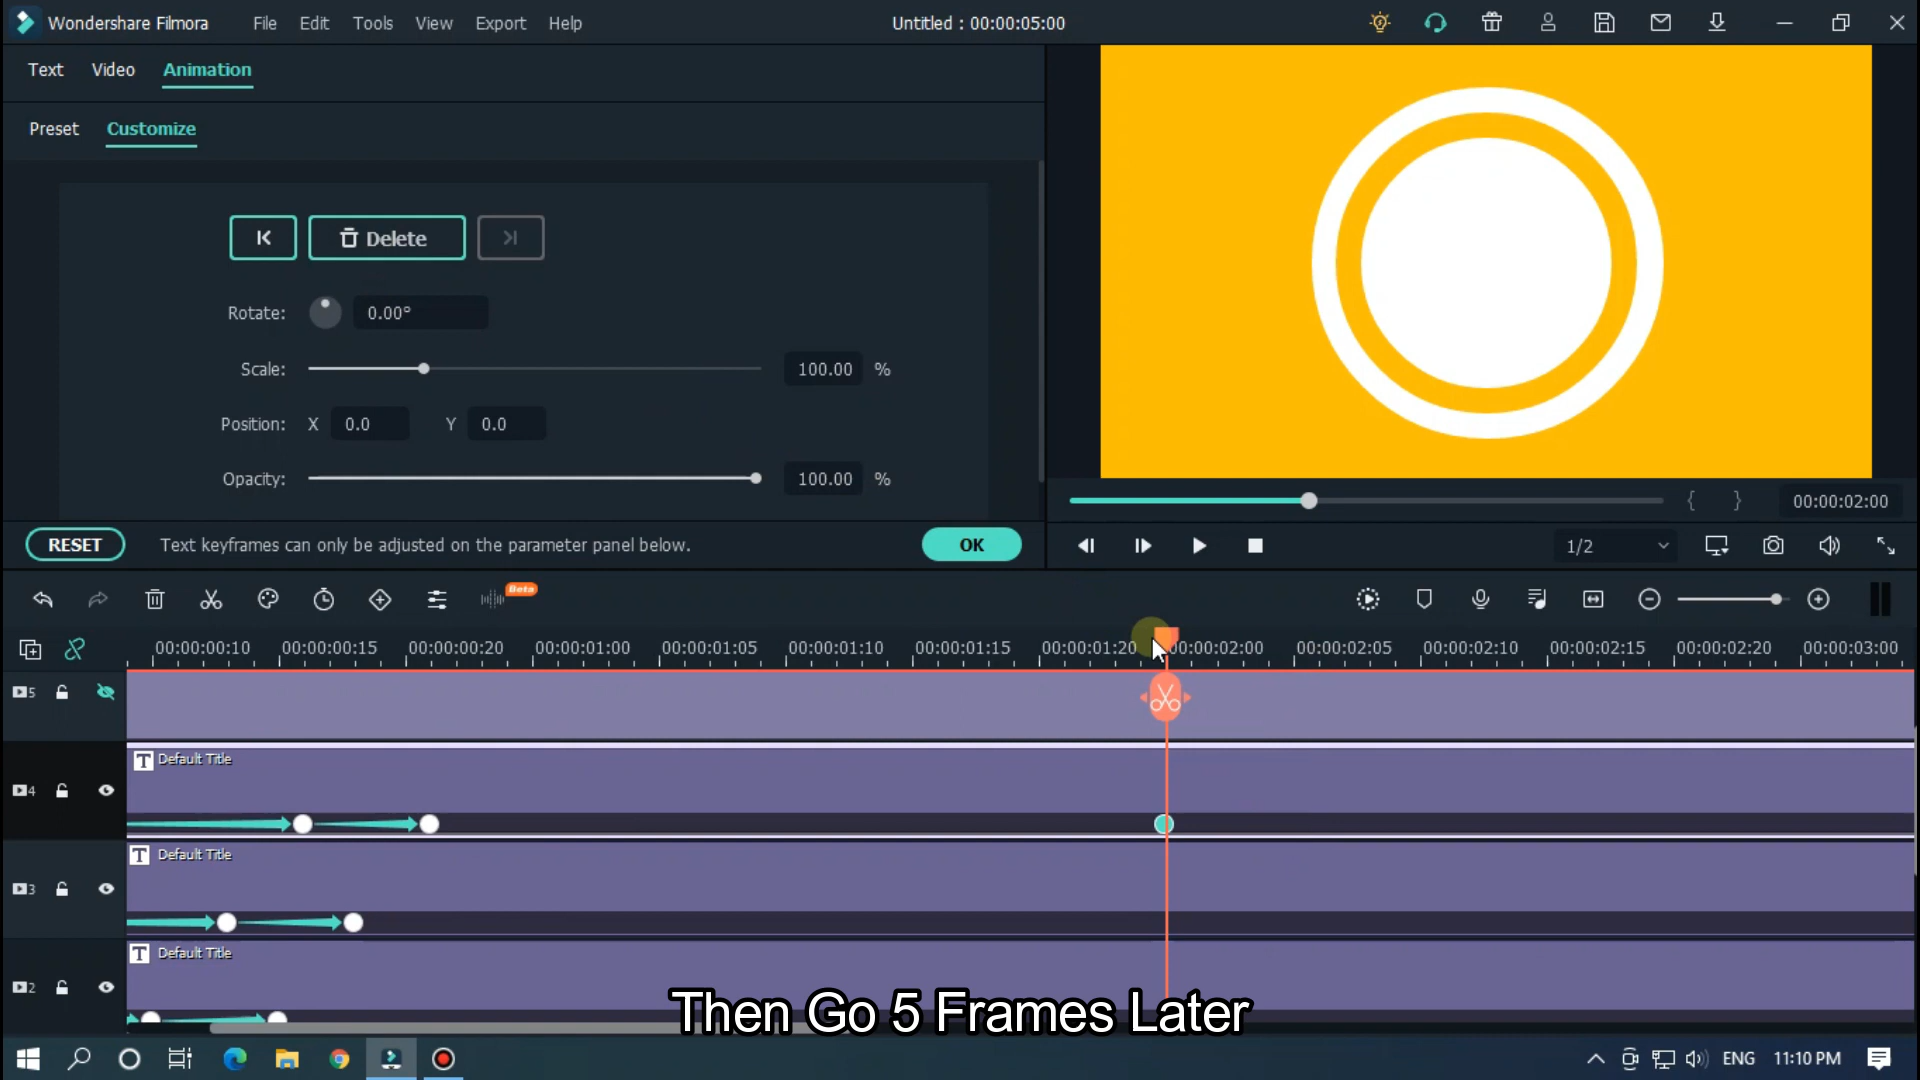 Wondershare Filmora File Edit Tools View Export Help Untitled : 00:00:05:00
Text Video Animation
Preset Customize
Delete
Rotate: 0.00°
Scale: 100.00 %
Position: X 0.0 Y 0.0
Opacity: 100.00 %
{ } 00:00:02:00
RESET Text keyframes can only be adjusted on the parameter panel below. OK
1/2
Beta
00:00:00:10 00:00:00:15 00:00:00:20 00:00:01:00 00:00:01:05 00:00:01:10 00:00:01:15 00:00:01:20 00:00:02:00 00:00:02:05 00:00:02:10 00:00:02:15 00:00:02:20 00:00:03:00
5
T Default Title
4
T Default Title
3
T Default Title
2
Then Go 5 Frames Later
ENG 11:10 PM